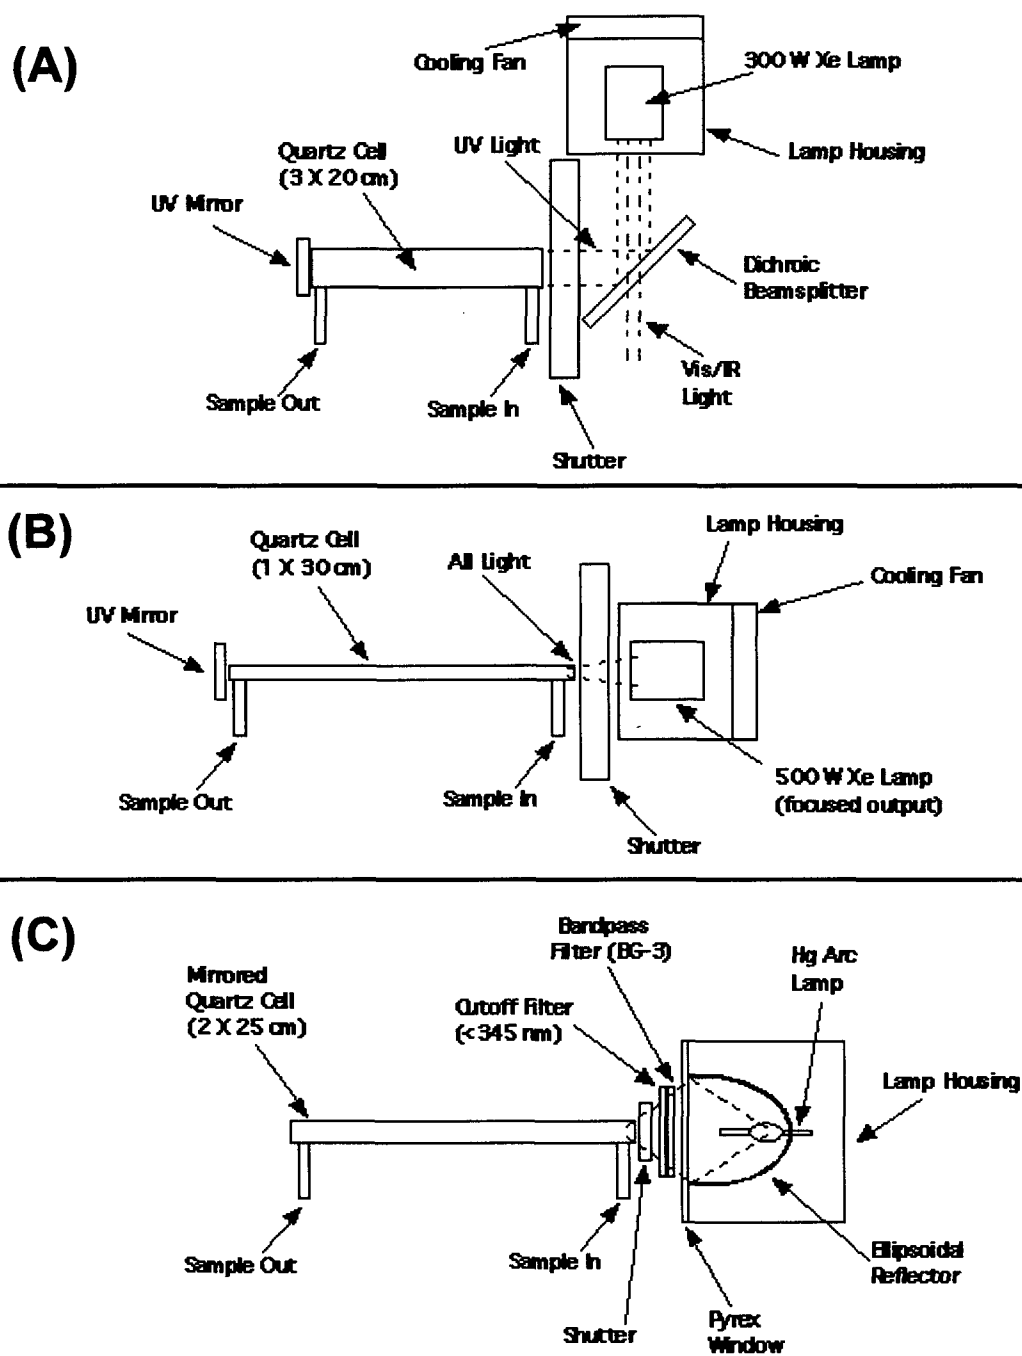 (A)
Cooling Fan
300 W Xe Lamp
UV Light
Lamp Housing
Quartz Cell
(3 X 20 cm)
UV Mirror
Dichroic
Beamsplitter
Vis/IR
Light
Sample Out
Sample In
Shutter
(B)
Lamp Housing
Quartz Cell
(1 X 30 cm)
All Light
Cooling Fan
UV Mirror
Sample Out
Sample In
500 W Xe Lamp
(focused output)
Shutter
(C)
Bandpass
Filter (BG-3)
Hg Arc
Lamp
Mirrored
Quartz Cell
(2 X 25 cm)
Cutoff Filter
(<345 nm)
Lamp Housing
Sample Out
Sample In
Ellipsoidal
Reflector
Shutter
Pyrex
Window